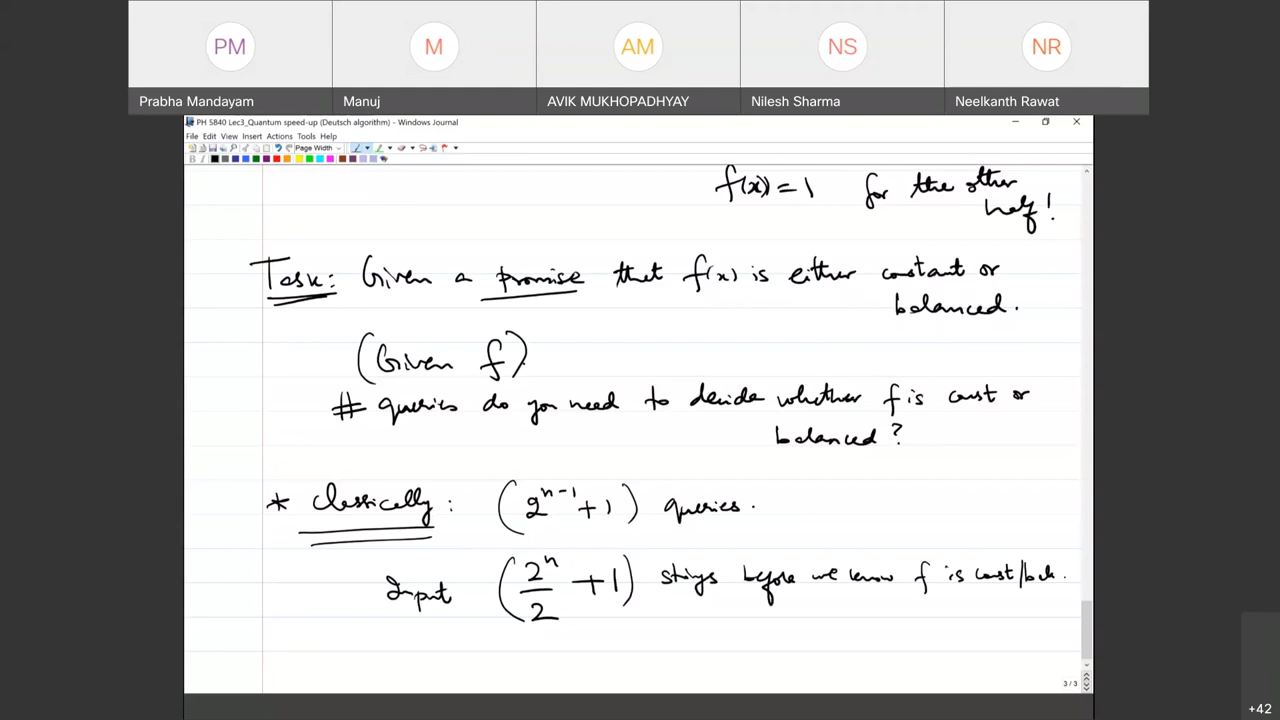 PM
M
AM
NS
NR
Prabha Mandayam
Manuj
AVIK MUKHOPADHYAY
Nilesh Sharma
Neelkanth Rawat
PH 5840 Lec3_Quantum speed-up (Deutsch algorithm) - Windows Journal
File Edit View Insert Actions Tools Help
Page Width
B I
f(x) = 1 for the other
half!
Task: Given a promise that f(x) is either constant or
balanced.
(Given f)
# queries do you need to decide whether f is const or
balanced?
* Classically: (2^{n-1} + 1) queries.
Input (2^n/2 + 1) strings before we know f is const/bal.
3 / 3
+42